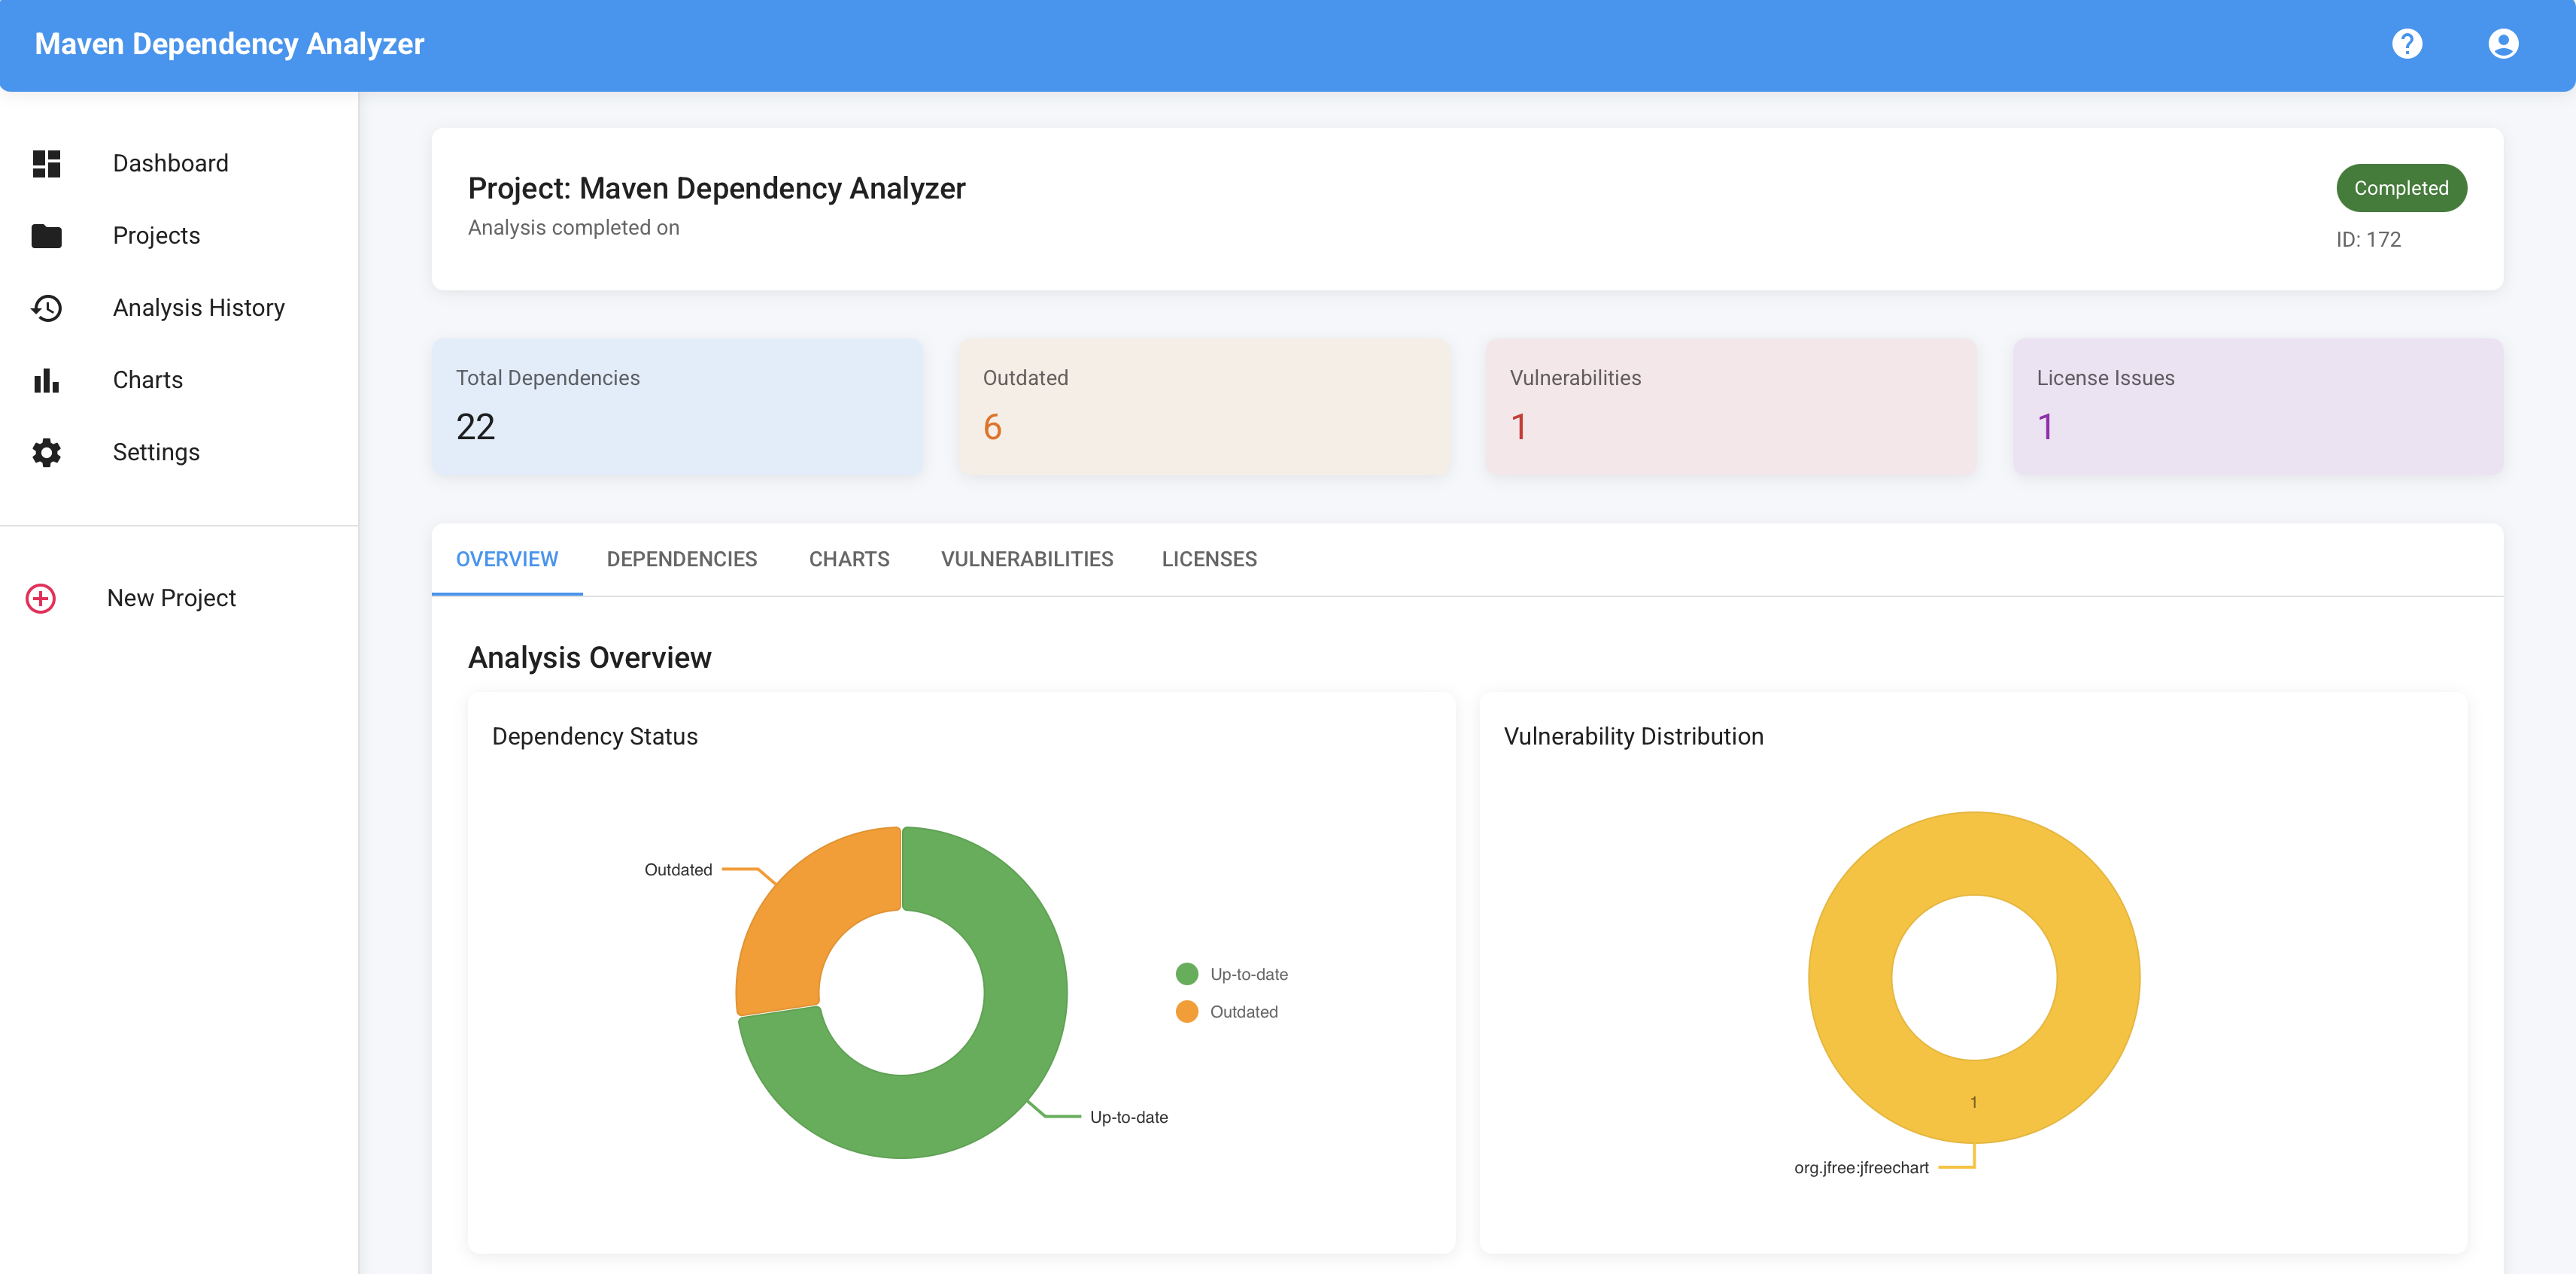 Maven Dependency Analyzer
Dashboard
Projects
Analysis History
Charts
Settings
New Project
Project: Maven Dependency Analyzer
Analysis completed on
Completed
ID: 172
Total Dependencies
22
Outdated
6
Vulnerabilities
1
License Issues
1
OVERVIEW DEPENDENCIES CHARTS VULNERABILITIES LICENSES
Analysis Overview
Dependency Status
Outdated
Up-to-date
Up-to-date
Outdated
Vulnerability Distribution
1
org.jfree:jfreechart